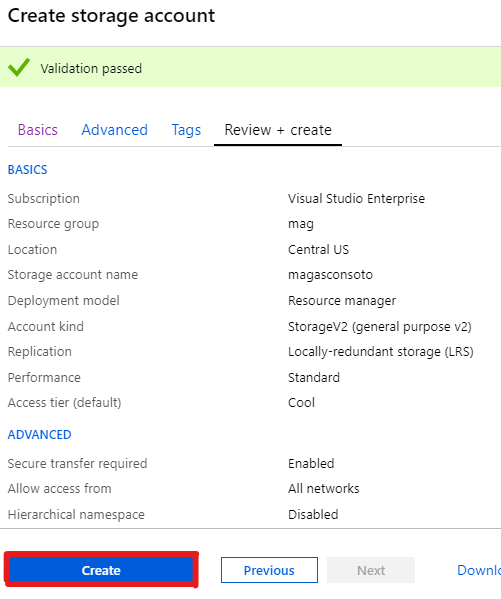 Create storage account
Validation passed
Basics Advanced Tags Review + create
BASICS
Subscription Visual Studio Enterprise
Resource group mag
Location Central US
Storage account name magasconsoto
Deployment model Resource manager
Account kind StorageV2 (general purpose v2)
Replication Locally-redundant storage (LRS)
Performance Standard
Access tier (default) Cool
ADVANCED
Secure transfer required Enabled
Allow access from All networks
Hierarchical namespace Disabled
Create Previous Next Downlo